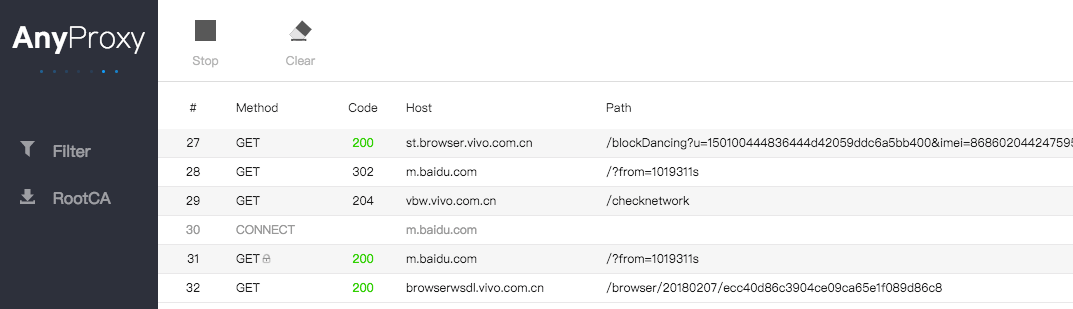 AnyProxy
Stop Clear
Filter
RootCA
# Method Code Host Path
27 GET 200 st.browser.vivo.com.cn /blockDancing?u=150100444836444d42059ddc6a5bb400&imei=868602044247595
28 GET 302 m.baidu.com /?from=1019311s
29 GET 204 vbw.vivo.com.cn /checknetwork
30 CONNECT m.baidu.com
31 GET 200 m.baidu.com /?from=1019311s
32 GET 200 browserwsdl.vivo.com.cn /browser/20180207/ecc40d86c3904ce09ca65e1f089d86c8